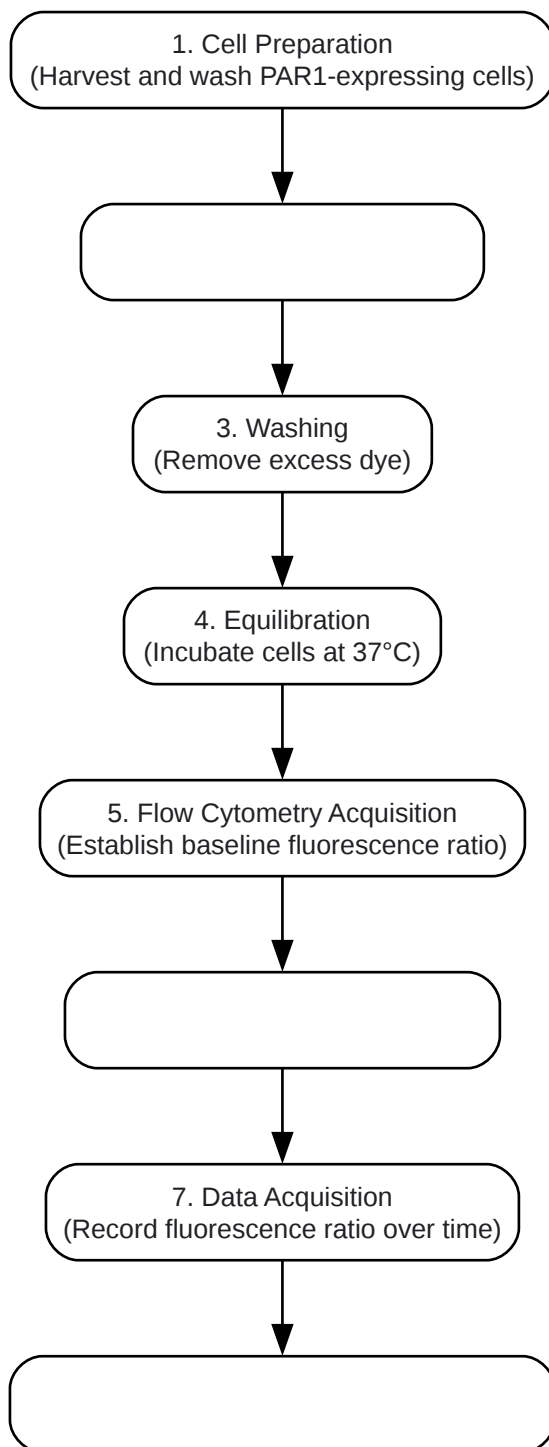 1. Cell Preparation
(Harvest and wash PAR1-expressing cells)
3. Washing
(Remove excess dye)
4. Equilibration
(Incubate cells at 37°C)
5. Flow Cytometry Acquisition
(Establish baseline fluorescence ratio)
7. Data Acquisition
(Record fluorescence ratio over time)